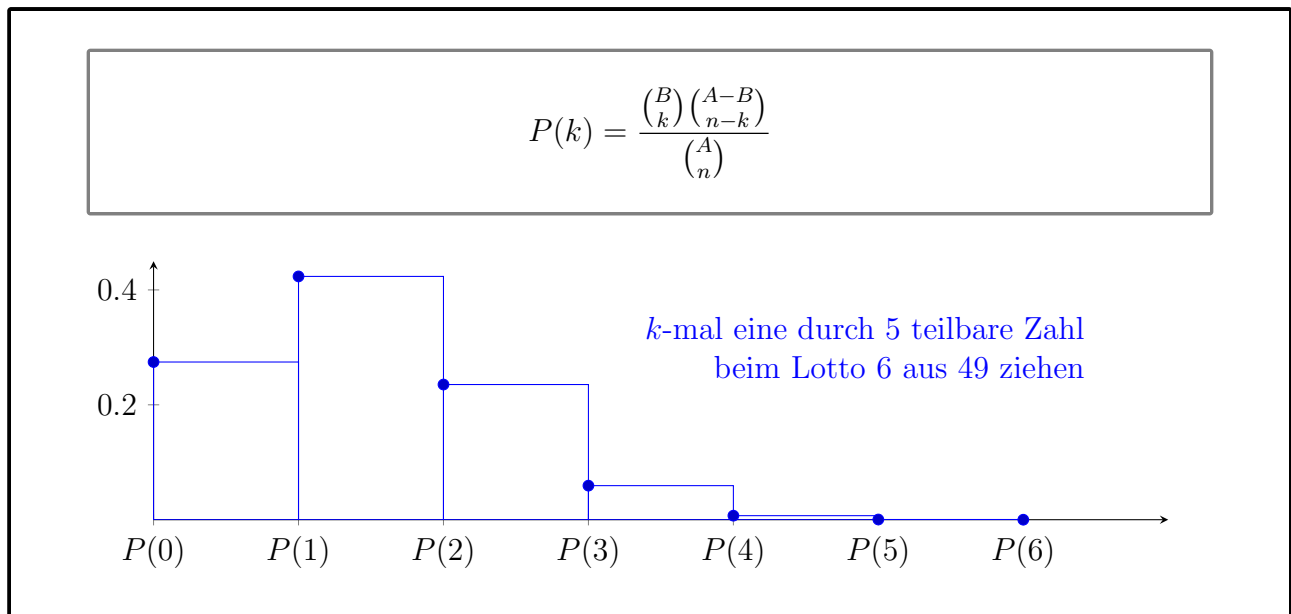 P(k) = \frac{\binom{B}{k}\binom{A-B}{n-k}}{\binom{A}{n}}
0.4
k-mal eine durch 5 teilbare Zahl
beim Lotto 6 aus 49 ziehen
0.2
P(0) P(1) P(2) P(3) P(4) P(5) P(6)